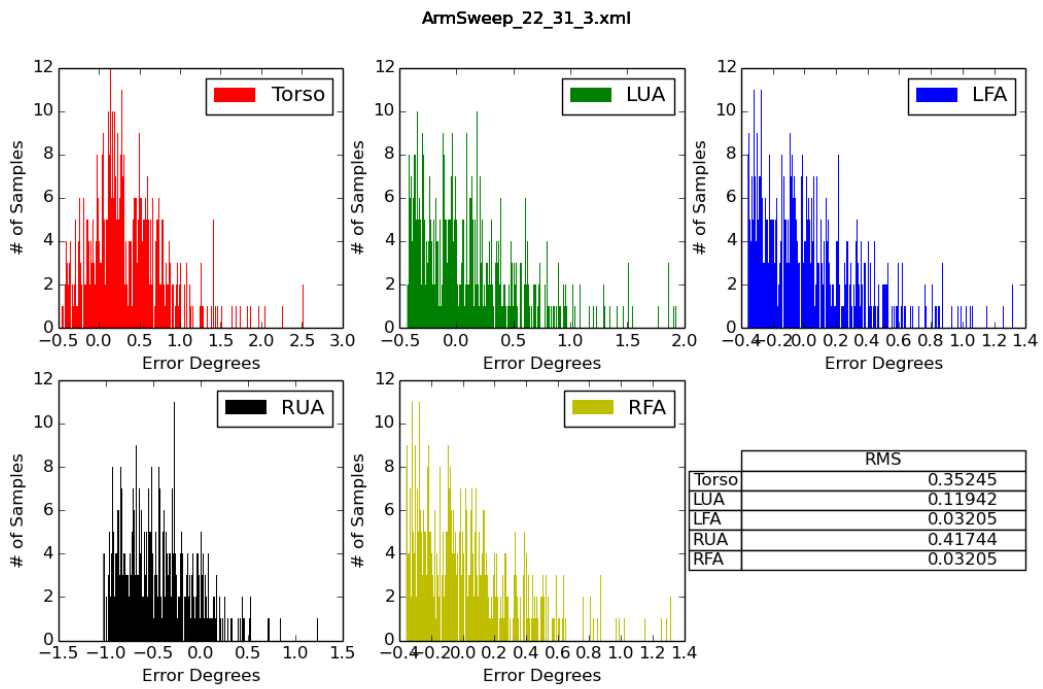 ArmSweep_22_31_3.xml
12
10
8
6
4
2
0
# of Samples
Torso
−0.5 0.0 0.5 1.0 1.5 2.0 2.5 3.0
Error Degrees
12
10
8
6
4
2
0
# of Samples
LUA
−0.5 0.0 0.5 1.0 1.5 2.0
Error Degrees
12
10
8
6
4
2
0
# of Samples
LFA
−0.4 −0.2 0.0 0.2 0.4 0.6 0.8 1.0 1.2 1.4
Error Degrees
12
10
8
6
4
2
0
# of Samples
RUA
−1.5 −1.0 −0.5 0.0 0.5 1.0 1.5
Error Degrees
12
10
8
6
4
2
0
# of Samples
RFA
−0.4 −0.2 0.0 0.2 0.4 0.6 0.8 1.0 1.2 1.4
Error Degrees
RMS
Torso 0.35245
LUA 0.11942
LFA 0.03205
RUA 0.41744
RFA 0.03205